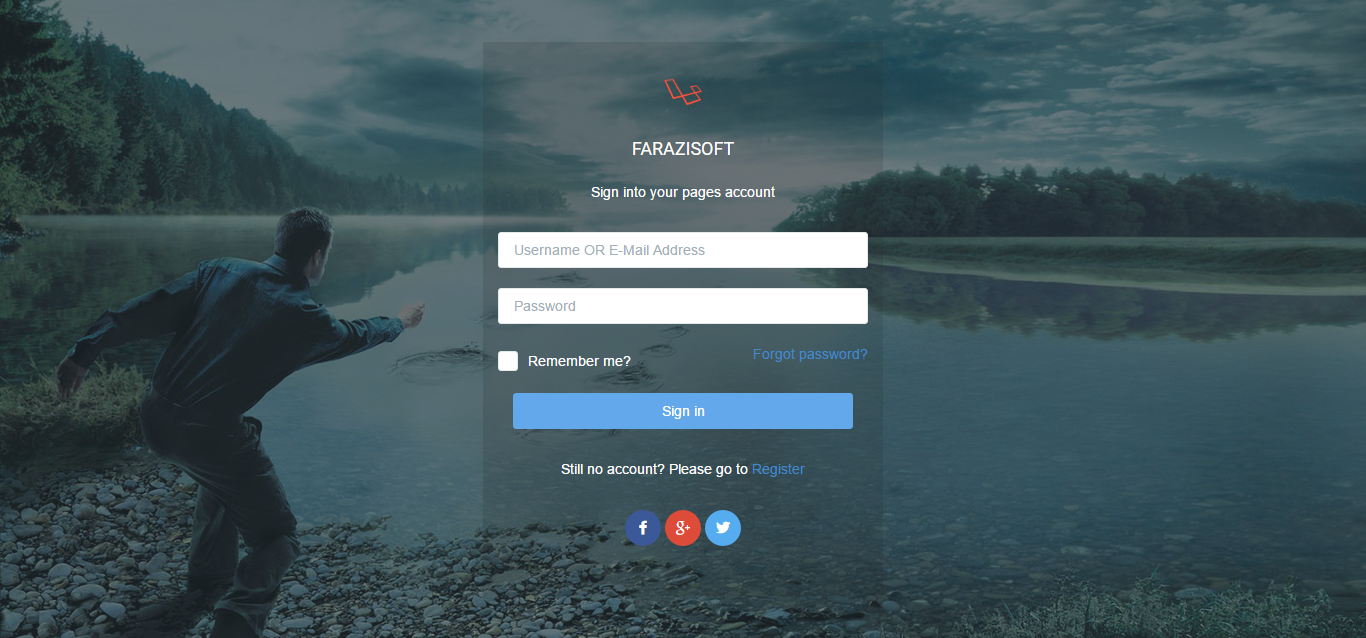 FARAZISOFT
Sign into your pages account
Username OR E-Mail Address
Password
Remember me?
Forgot password?
Sign in
Still no account? Please go to Register
f
g+